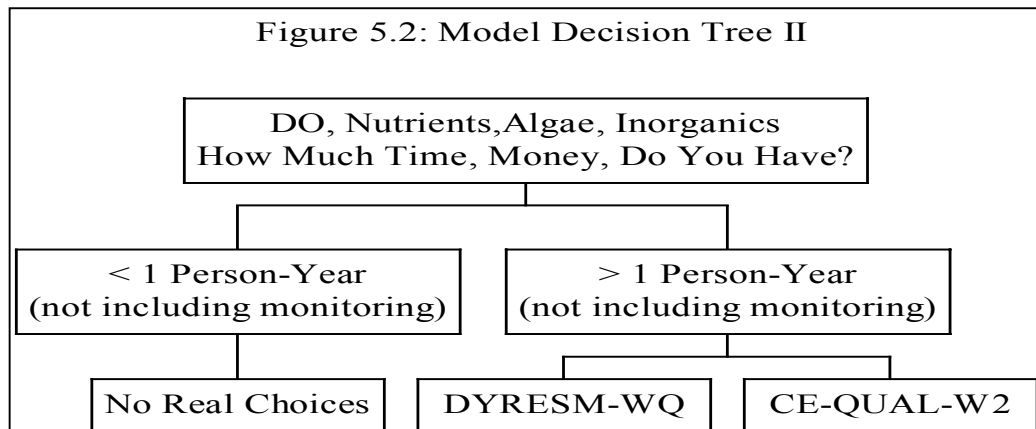 Figure 5.2: Model Decision Tree II
DO, Nutrients,Algae, Inorganics
How Much Time, Money, Do You Have?
< 1 Person-Year
(not including monitoring)
> 1 Person-Year
(not including monitoring)
No Real Choices
DYRESM-WQ
CE-QUAL-W2